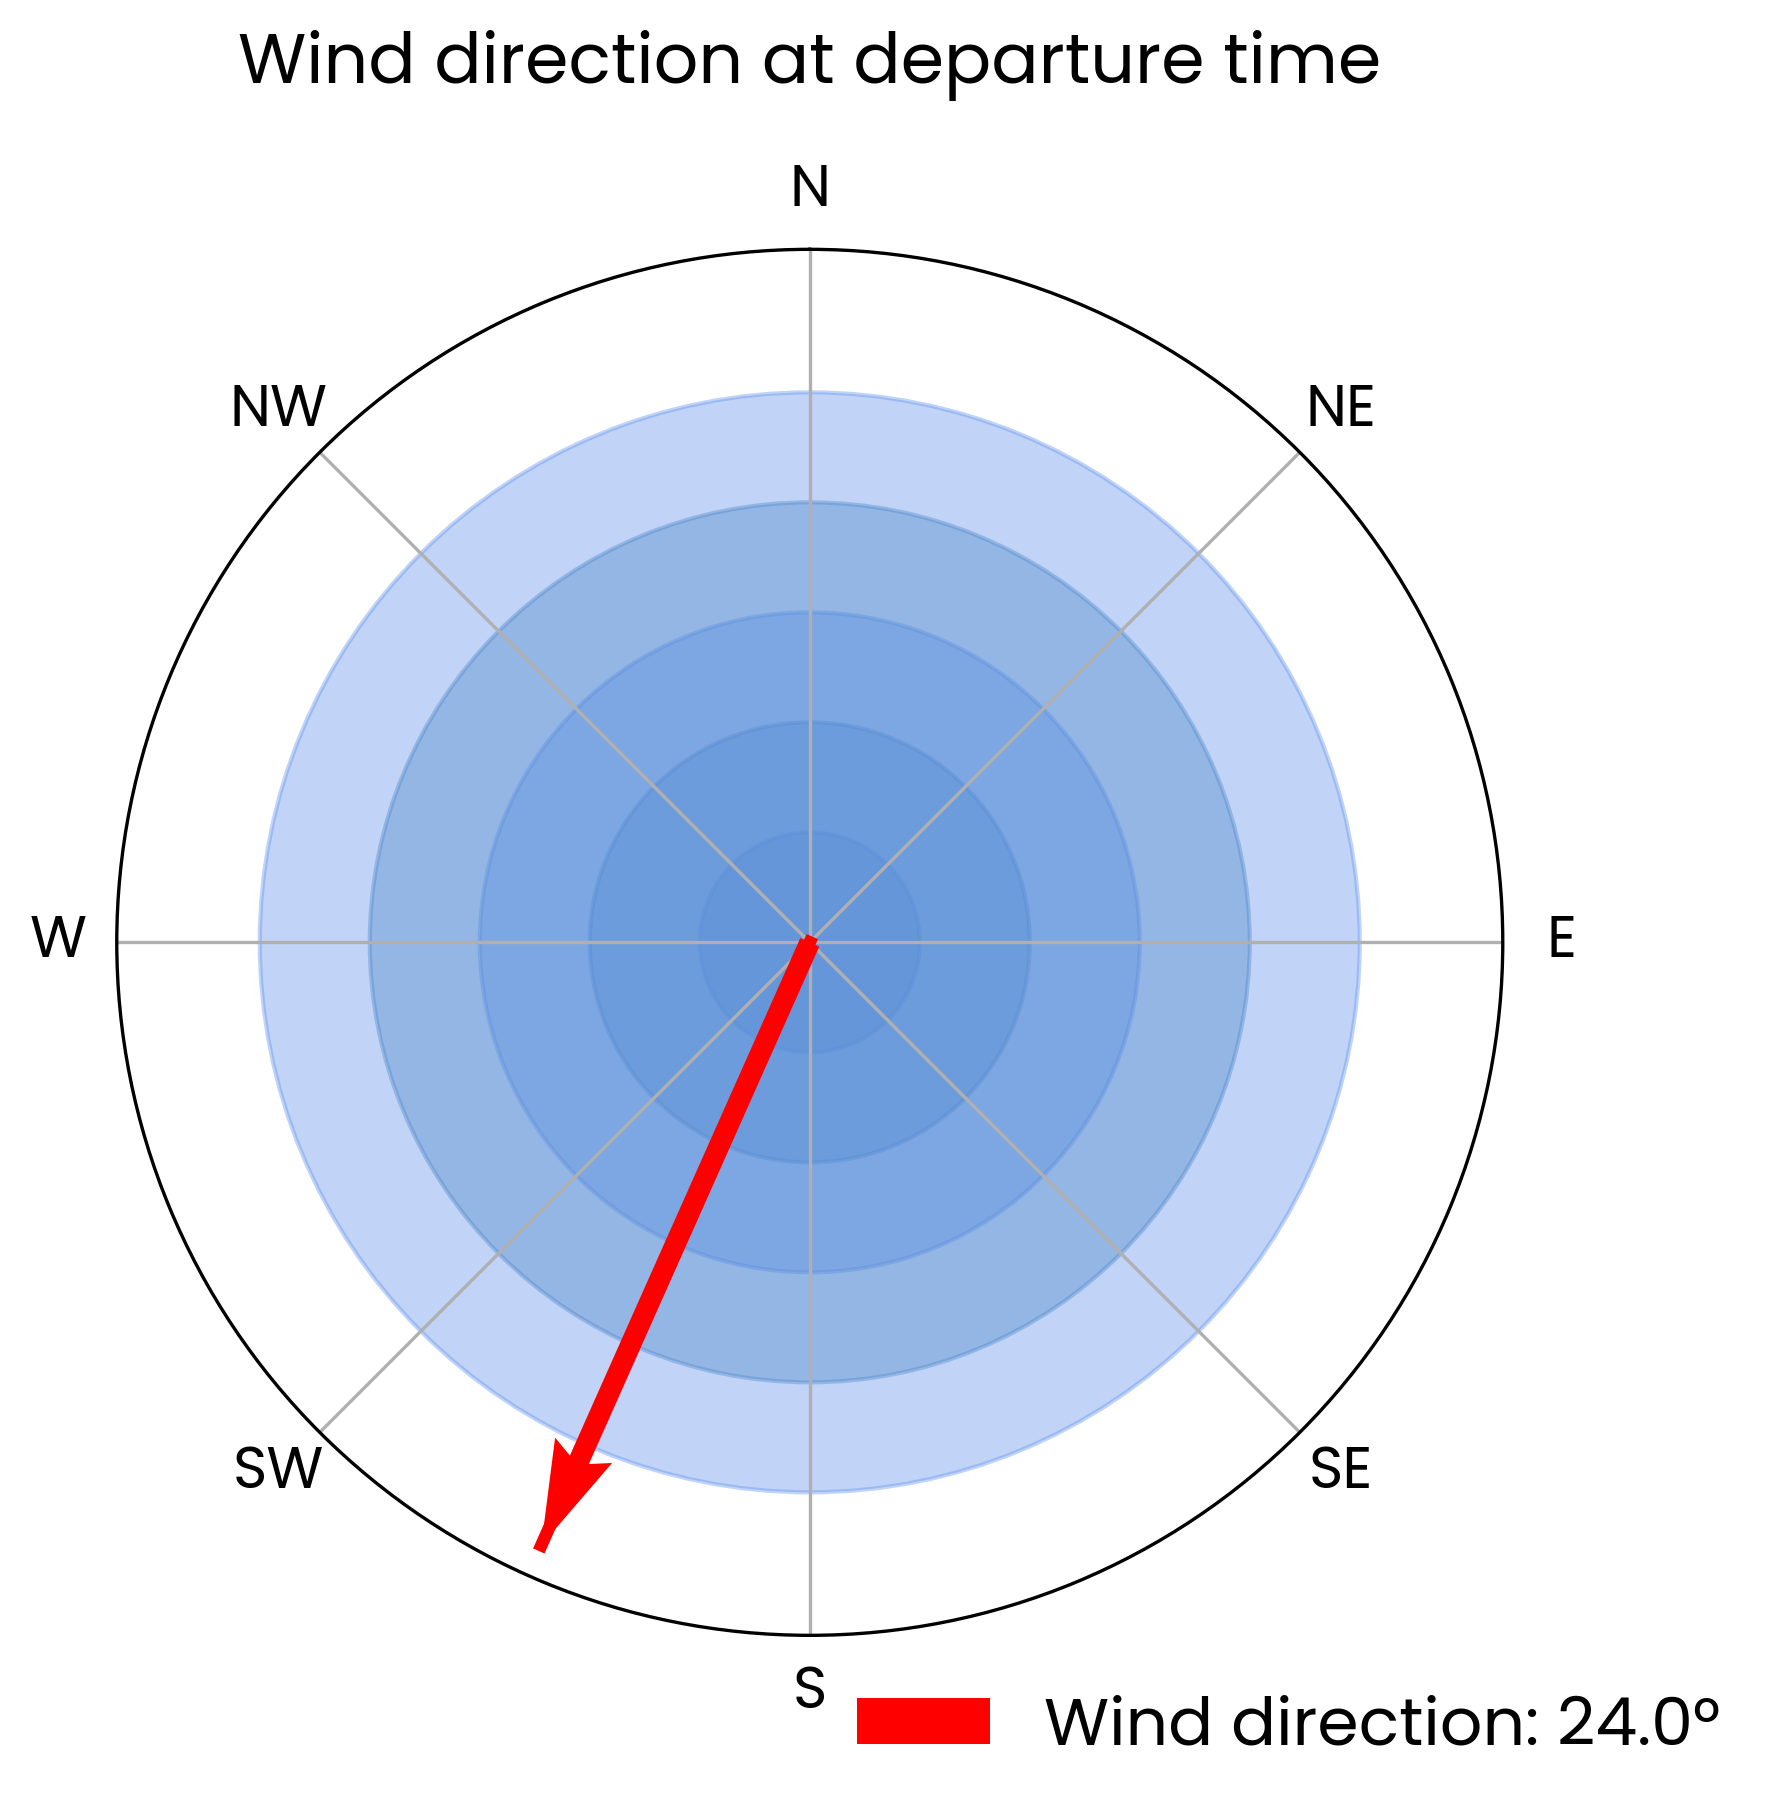 Wind direction at departure time
N
NW
NE
W
E
SW
SE
S
Wind direction: 24.0°